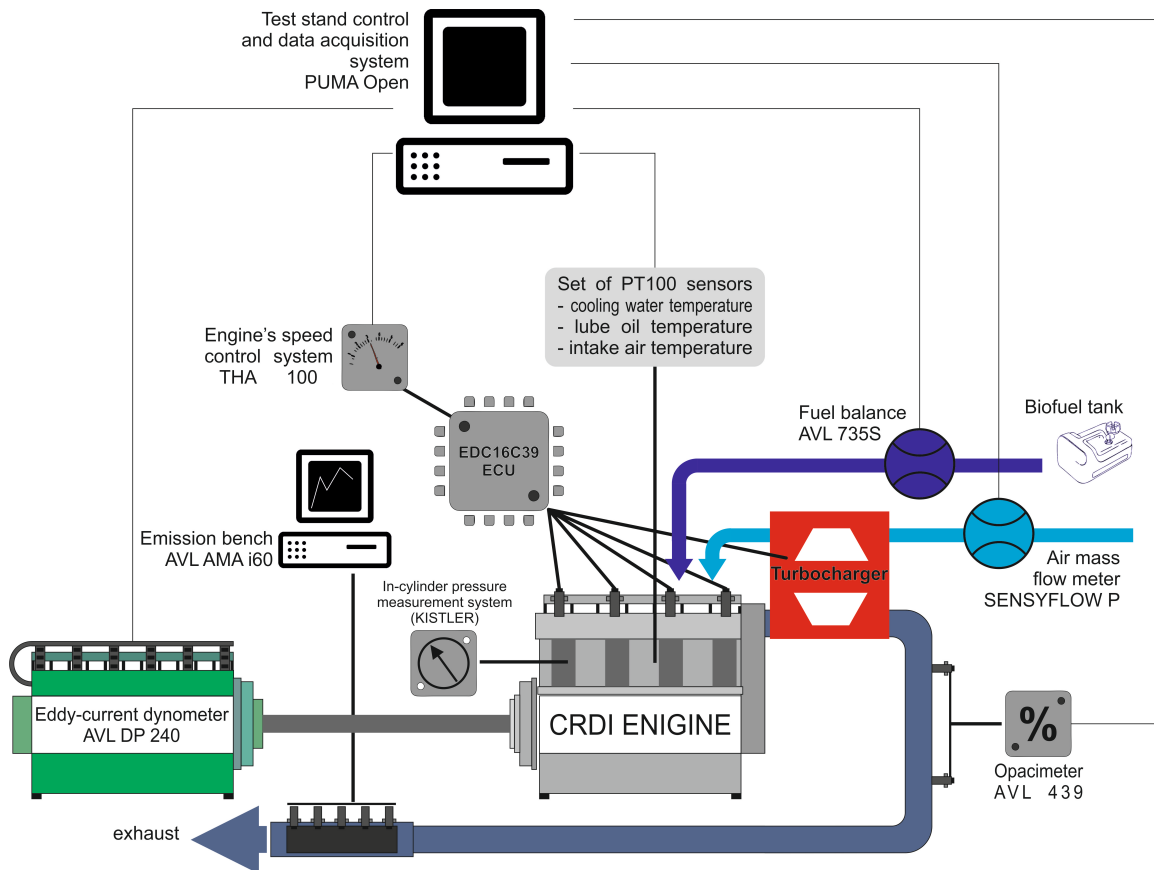 Test stand control
and data acquisition
system
PUMA Open
Set of PT100 sensors
- cooling water temperature
- lube oil temperature
- intake air temperature
Engine's speed
control system
THA 100
EDC16C39
ECU
Fuel balance
AVL 735S
Biofuel tank
Emission bench
AVL AMA i60
Turbocharger
Air mass
flow meter
SENSYFLOW P
In-cylinder pressure
measurement system
(KISTLER)
Eddy-current dynometer
AVL DP 240
CRDI ENIGINE
%
Opacimeter
AVL 439
exhaust